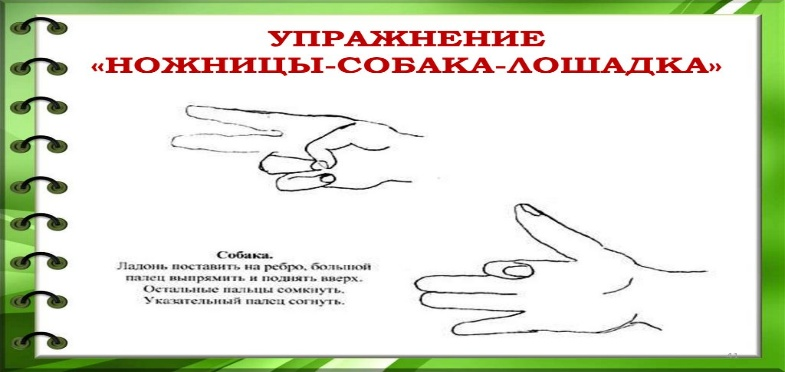 УПРАЖНЕНИЕ
«НОЖНИЦЫ-СОБАКА-ЛОШАДКА»
Собака.
Ладонь поставить на ребро, большой
палец выпрямить и поднять вверх.
Остальные пальцы сомкнуть.
Указательный палец согнуть.